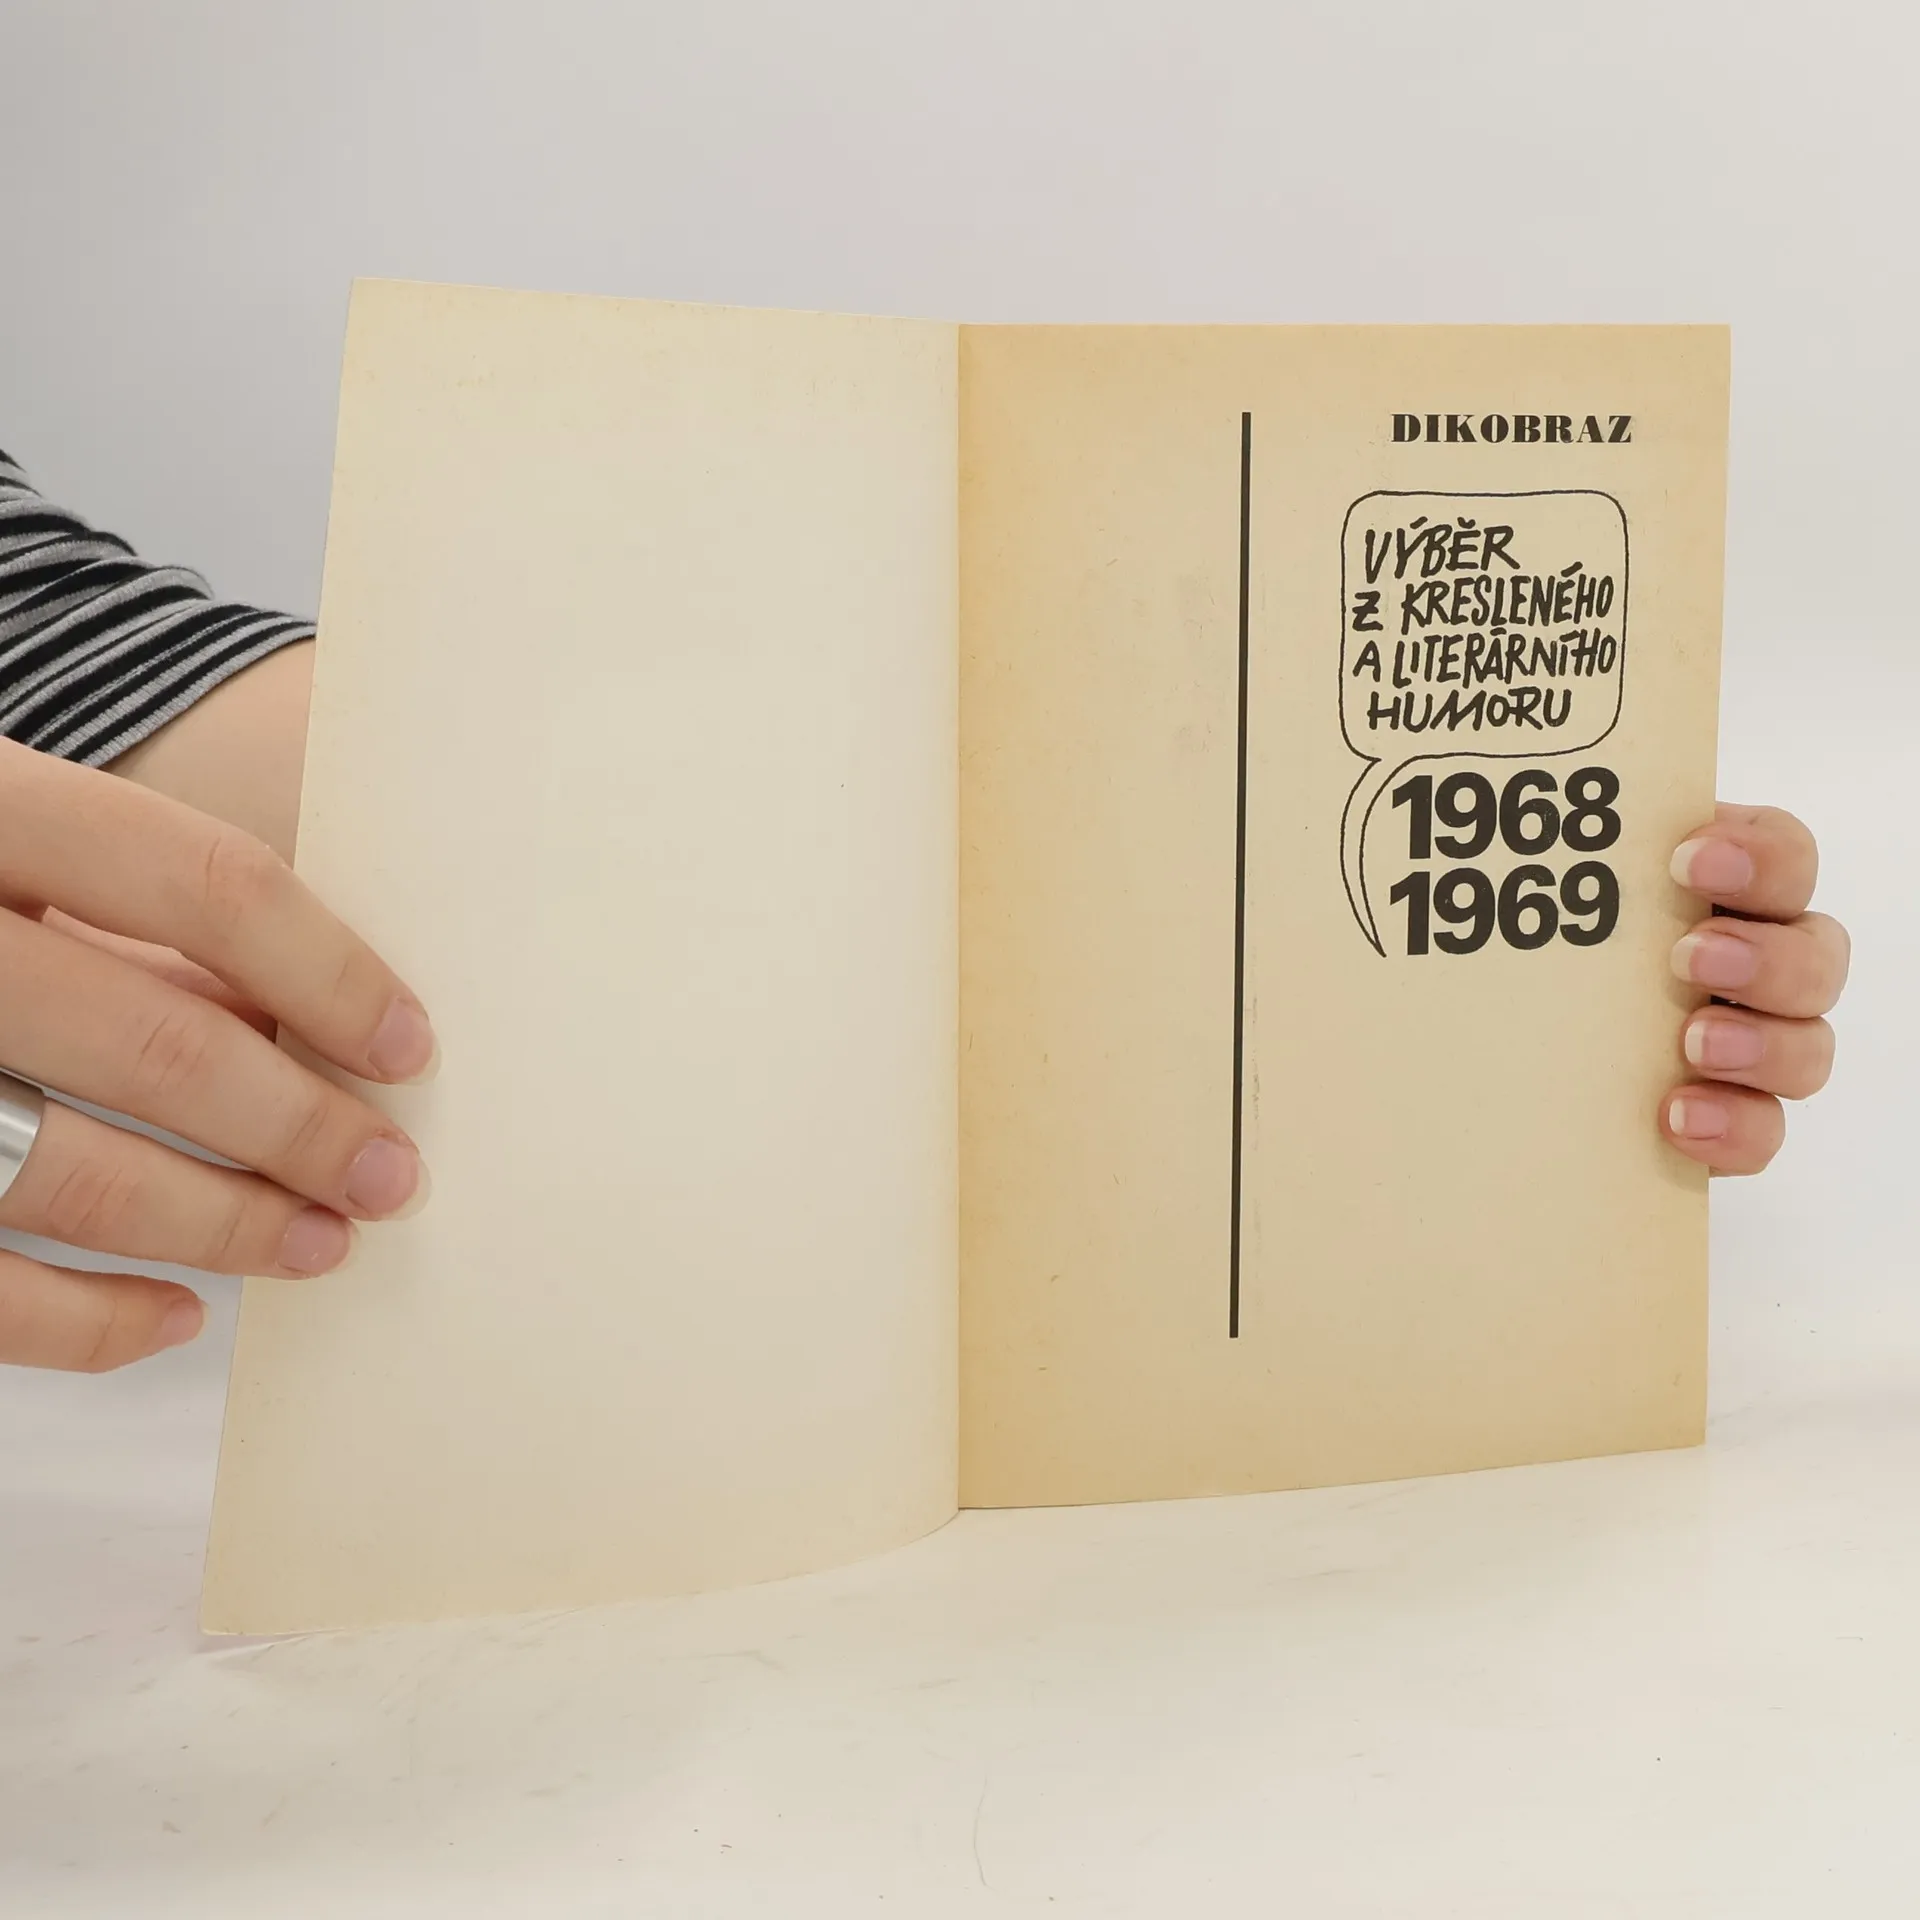 DIKOBRAZ
VÝBĚR
Z KRESLENÉHO
A LITERÁRNÍHO
HUMORU
1968
1969